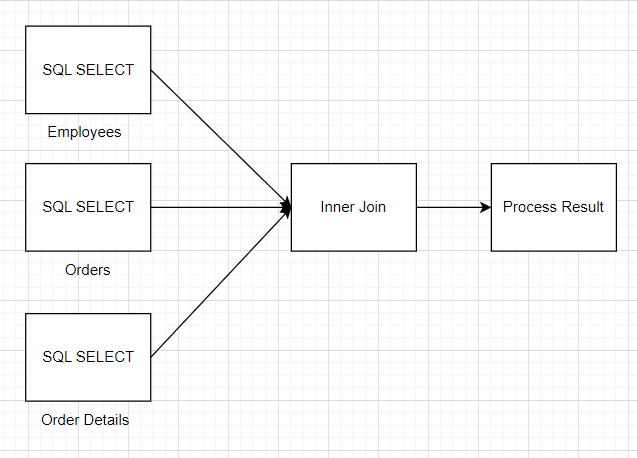 SQL SELECT
Employees
SQL SELECT
Orders
SQL SELECT
Order Details
Inner Join
Process Result